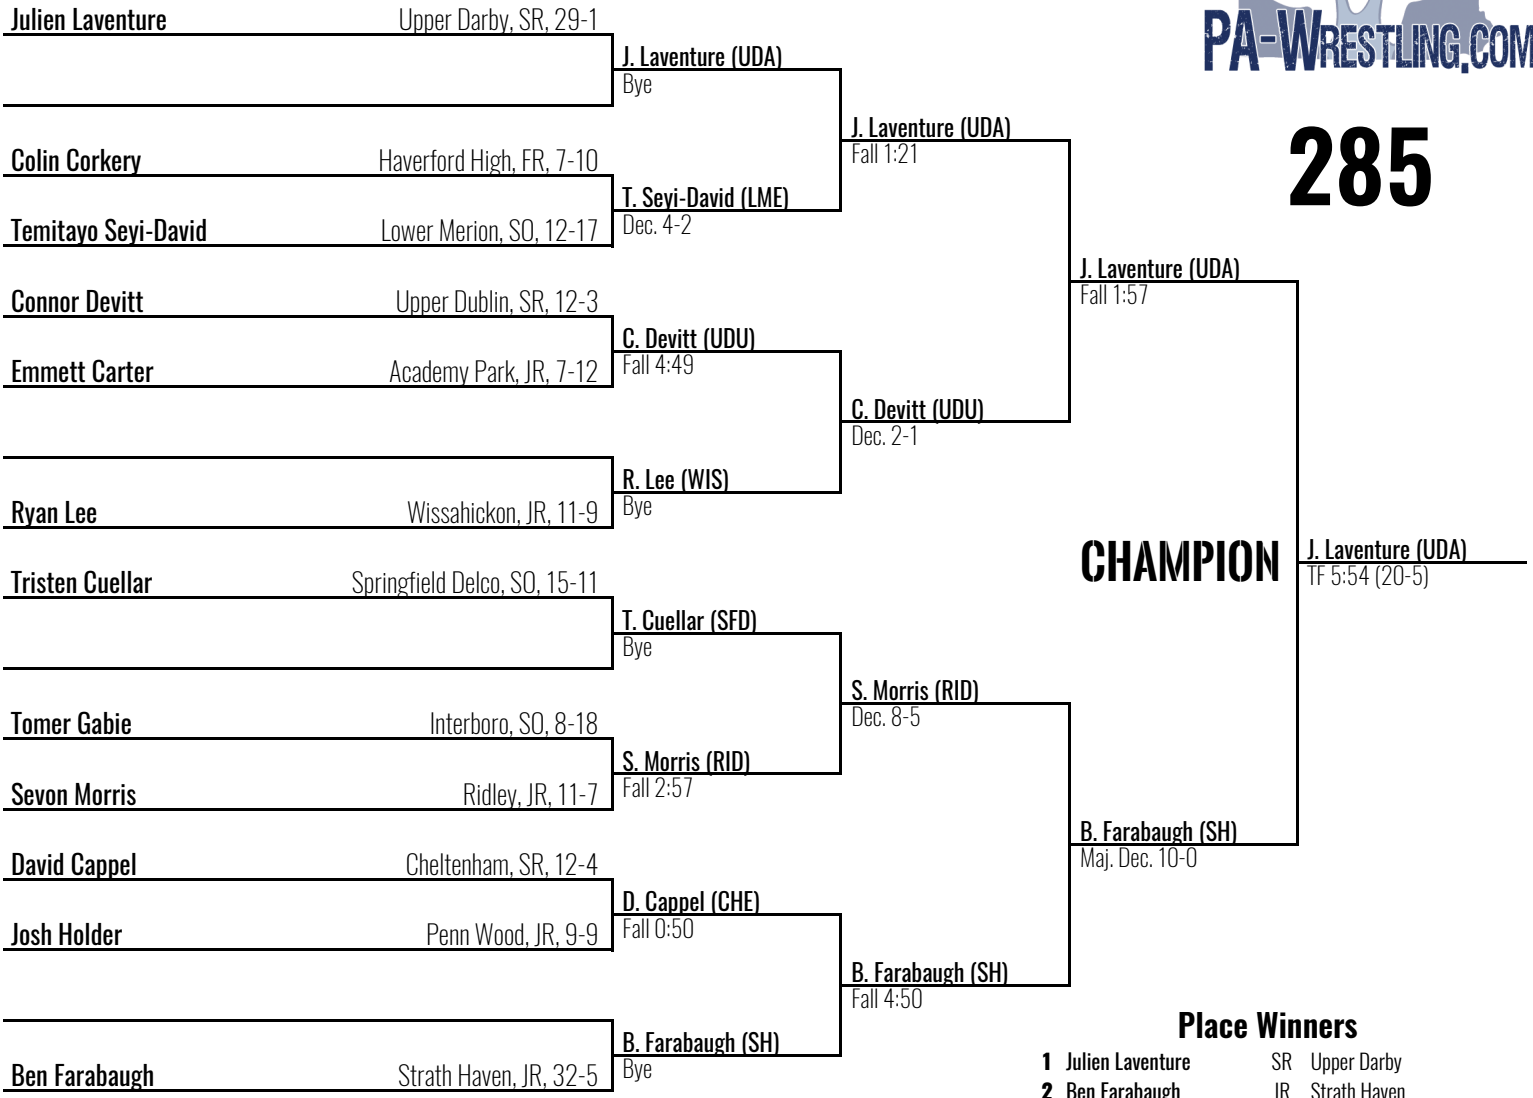 PA-WRESTLING.COM
285
Julien Laventure Upper Darby, SR, 29-1
J. Laventure (UDA)
Bye
J. Laventure (UDA)
Fall 1:21
Colin Corkery Haverford High, FR, 7-10
T. Seyi-David (LME)
Dec. 4-2
Temitayo Seyi-David Lower Merion, SO, 12-17
J. Laventure (UDA)
Fall 1:57
Connor Devitt Upper Dublin, SR, 12-3
C. Devitt (UDU)
Fall 4:49
Emmett Carter Academy Park, JR, 7-12
C. Devitt (UDU)
Dec. 2-1
R. Lee (WIS)
Bye
Ryan Lee Wissahickon, JR, 11-9
CHAMPION
J. Laventure (UDA)
TF 5:54 (20-5)
Tristen Cuellar Springfield Delco, SO, 15-11
T. Cuellar (SFD)
Bye
S. Morris (RID)
Dec. 8-5
Tomer Gabie Interboro, SO, 8-18
S. Morris (RID)
Fall 2:57
Sevon Morris Ridley, JR, 11-7
B. Farabaugh (SH)
Maj. Dec. 10-0
David Cappel Cheltenham, SR, 12-4
D. Cappel (CHE)
Fall 0:50
Josh Holder Penn Wood, JR, 9-9
B. Farabaugh (SH)
Fall 4:50
B. Farabaugh (SH)
Bye
Ben Farabaugh Strath Haven, JR, 32-5
Place Winners
1 Julien Laventure SR Upper Darby
2 Ben Farabaugh JR Strath Haven